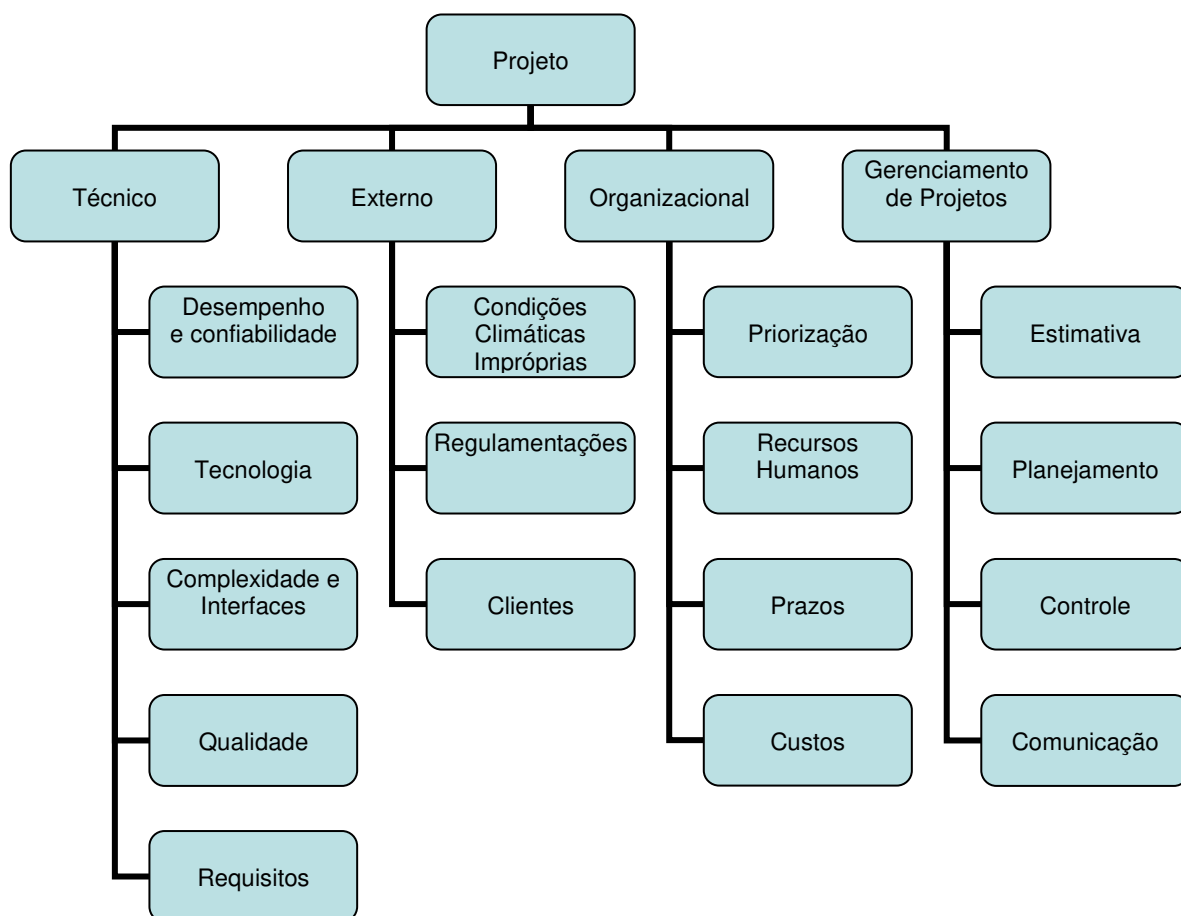 Projeto
Técnico
Externo
Organizacional
Gerenciamento
de Projetos
Desempenho
e confiabilidade
Condições
Climáticas
Impróprias
Priorização
Estimativa
Tecnologia
Regulamentações
Recursos
Humanos
Planejamento
Complexidade e
Interfaces
Clientes
Prazos
Controle
Qualidade
Custos
Comunicação
Requisitos